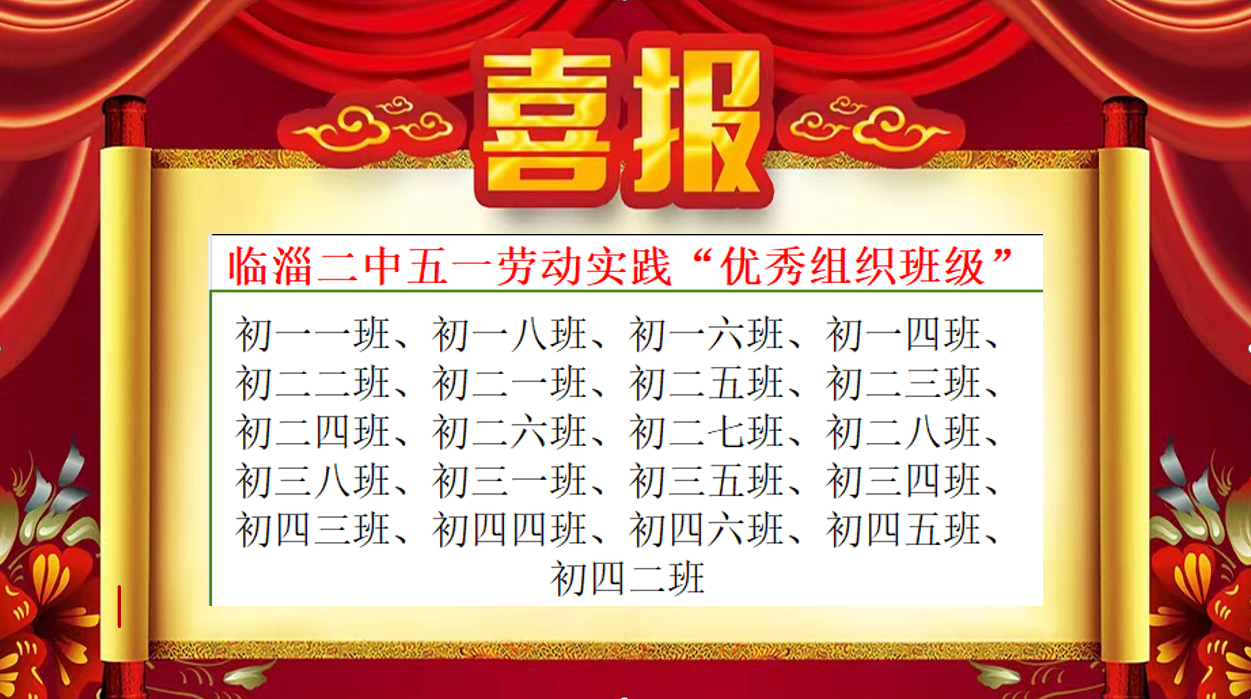 喜报
临淄二中五一劳动实践“优秀组织班级”
初一一班、初一八班、初一六班、初一四班、
初二二班、初二一班、初二五班、初二三班、
初二四班、初二六班、初二七班、初二八班、
初三八班、初三一班、初三五班、初三四班、
初四三班、初四四班、初四六班、初四五班、
初四二班